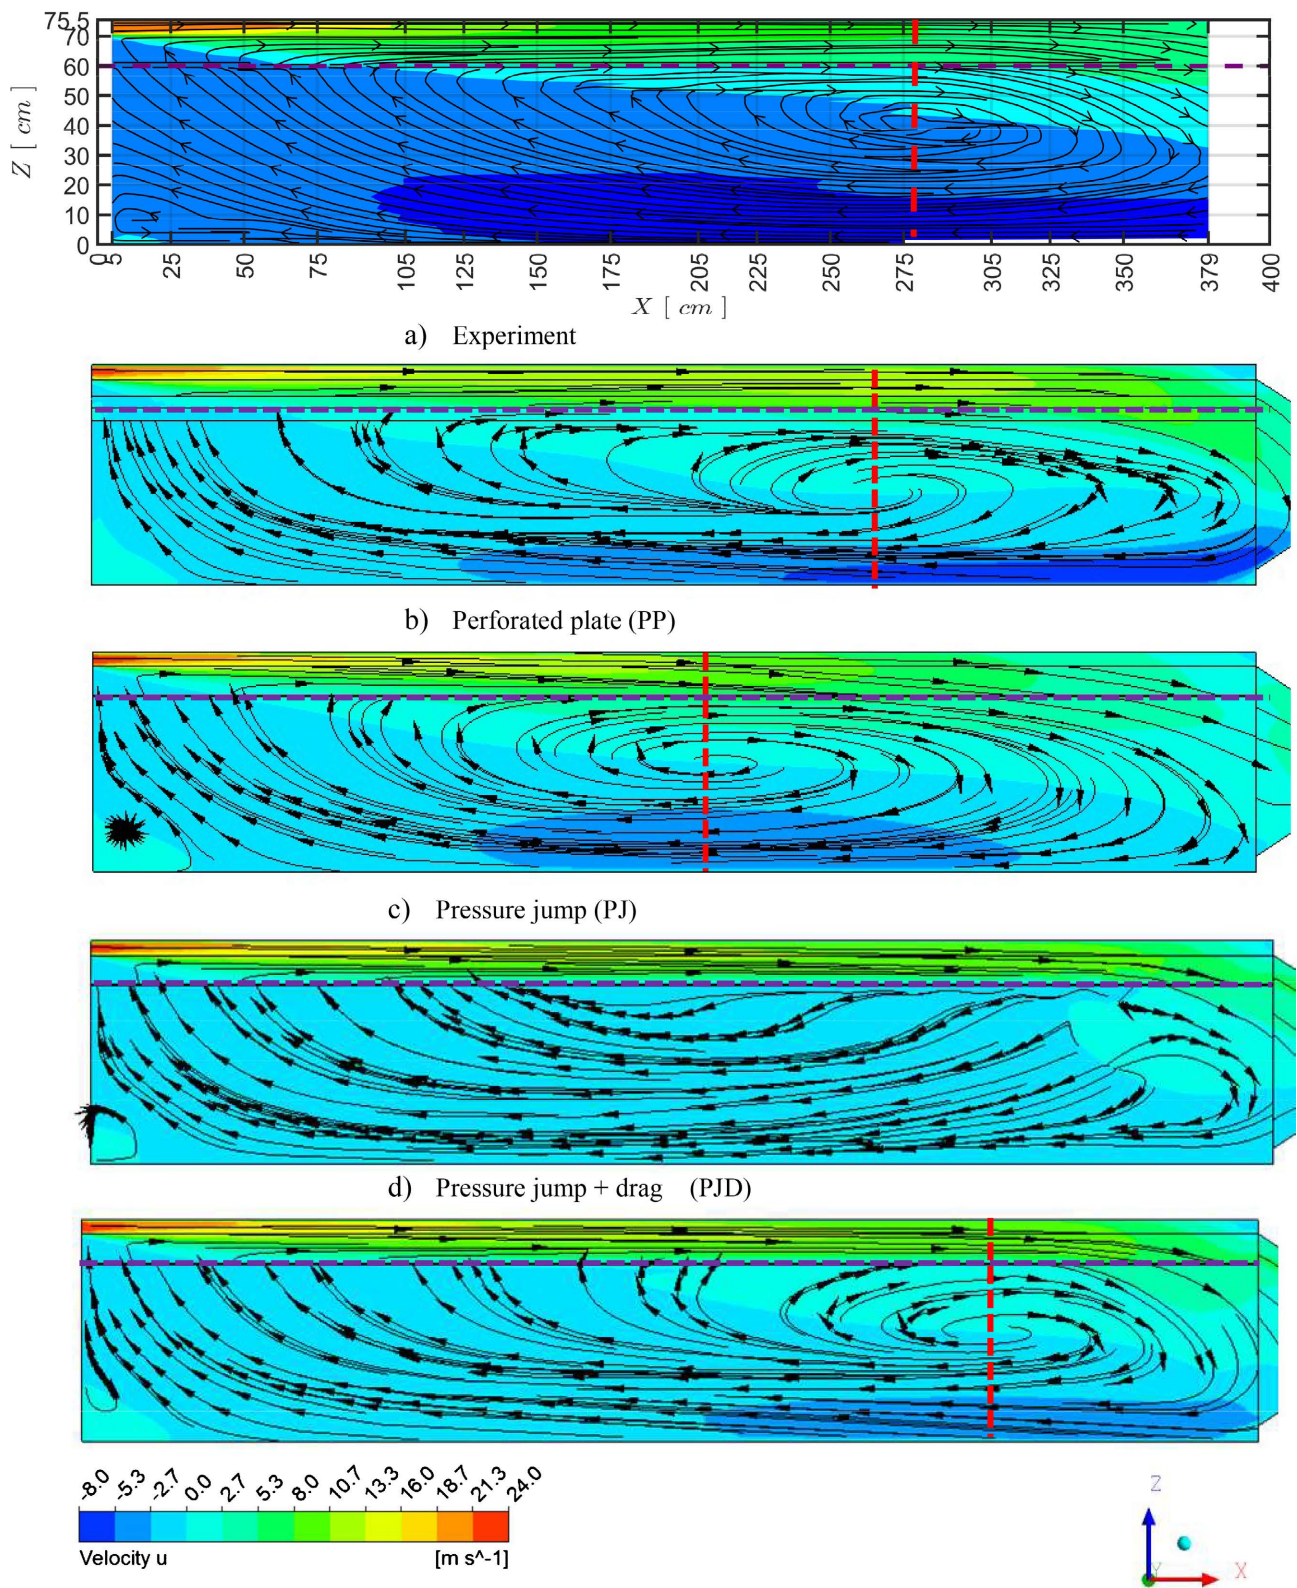 75.5
70
60
50
40
30
20
10
0
Z [ cm ]
0 5 25 50 75 105 125 150 175 205 225 250 275 305 325 350 379 400
X [ cm ]
a) Experiment
b) Perforated plate (PP)
c) Pressure jump (PJ)
d) Pressure jump + drag (PJD)
-8.0 -5.3 -2.7 0.0 2.7 5.3 8.0 10.7 13.3 16.0 18.7 21.3 24.0
Velocity u [m s^-1]
Z
Y X